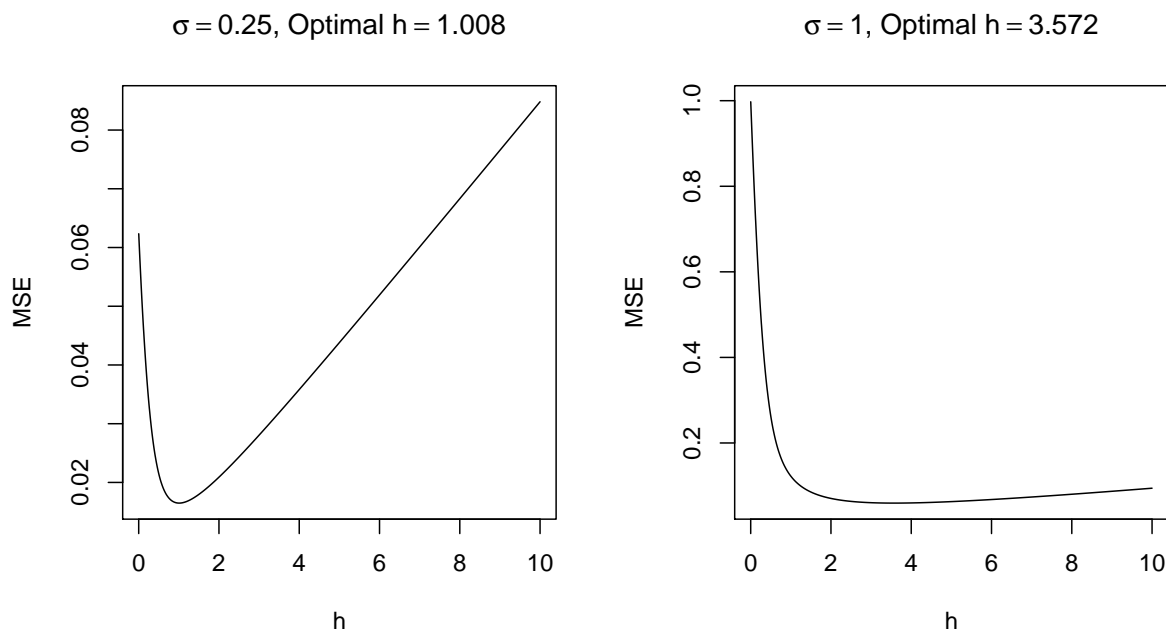 σ = 0.25, Optimal h = 1.008
MSE
0.08
0.06
0.04
0.02
0 2 4 6 8 10
h
σ = 1, Optimal h = 3.572
MSE
1.0
0.8
0.6
0.4
0.2
0 2 4 6 8 10
h